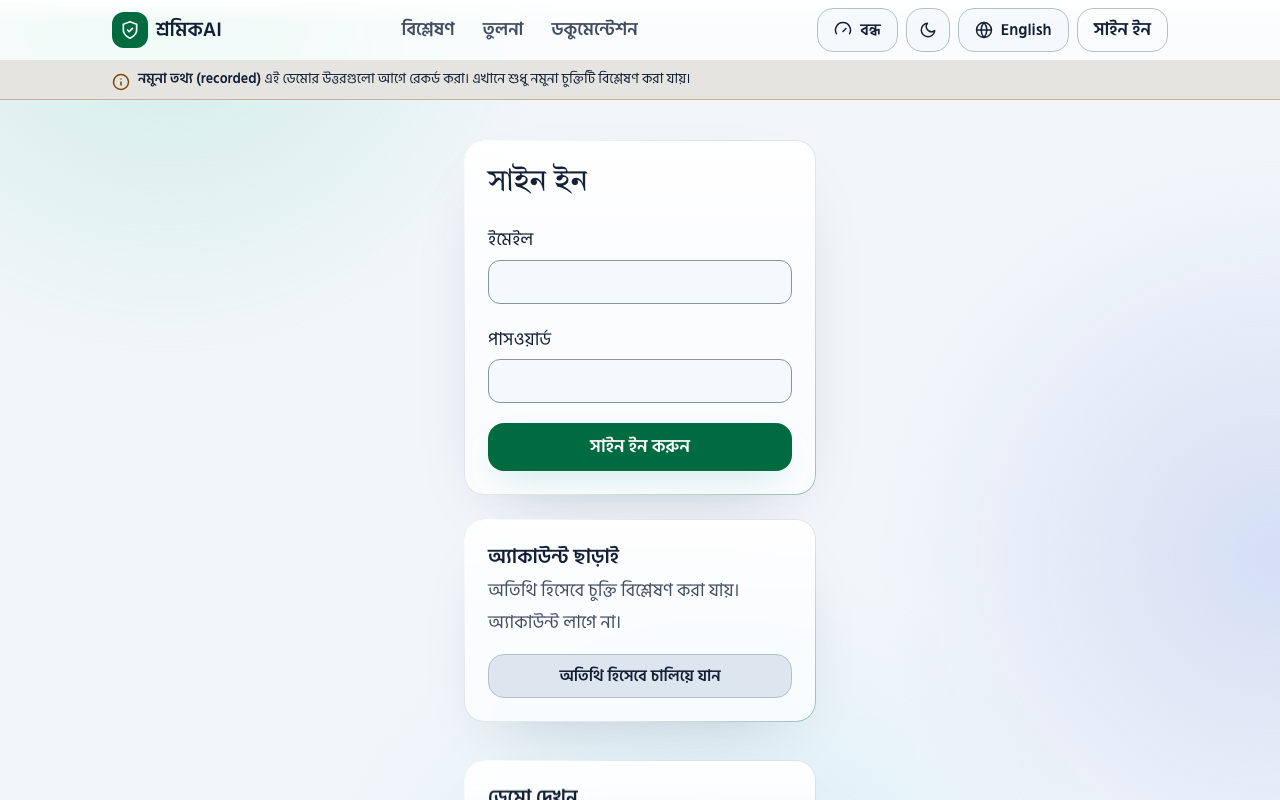 শ্রমিকAI
বিশ্লেষণ
তুলনা
ডকুমেন্টেশন
বন্ধ
English
সাইন ইন
নমুনা তথ্য (recorded) এই ডেমোর উত্তরগুলো আগে রেকর্ড করা। এখানে শুধু নমুনা চুক্তিটি বিশ্লেষণ করা যায়।
সাইন ইন
ইমেইল
পাসওয়ার্ড
সাইন ইন করুন
অ্যাকাউন্ট ছাড়াই
অতিথি হিসেবে চুক্তি বিশ্লেষণ করা যায়।
অ্যাকাউন্ট লাগে না।
অতিথি হিসেবে চালিয়ে যান
ডেমো দেখুন